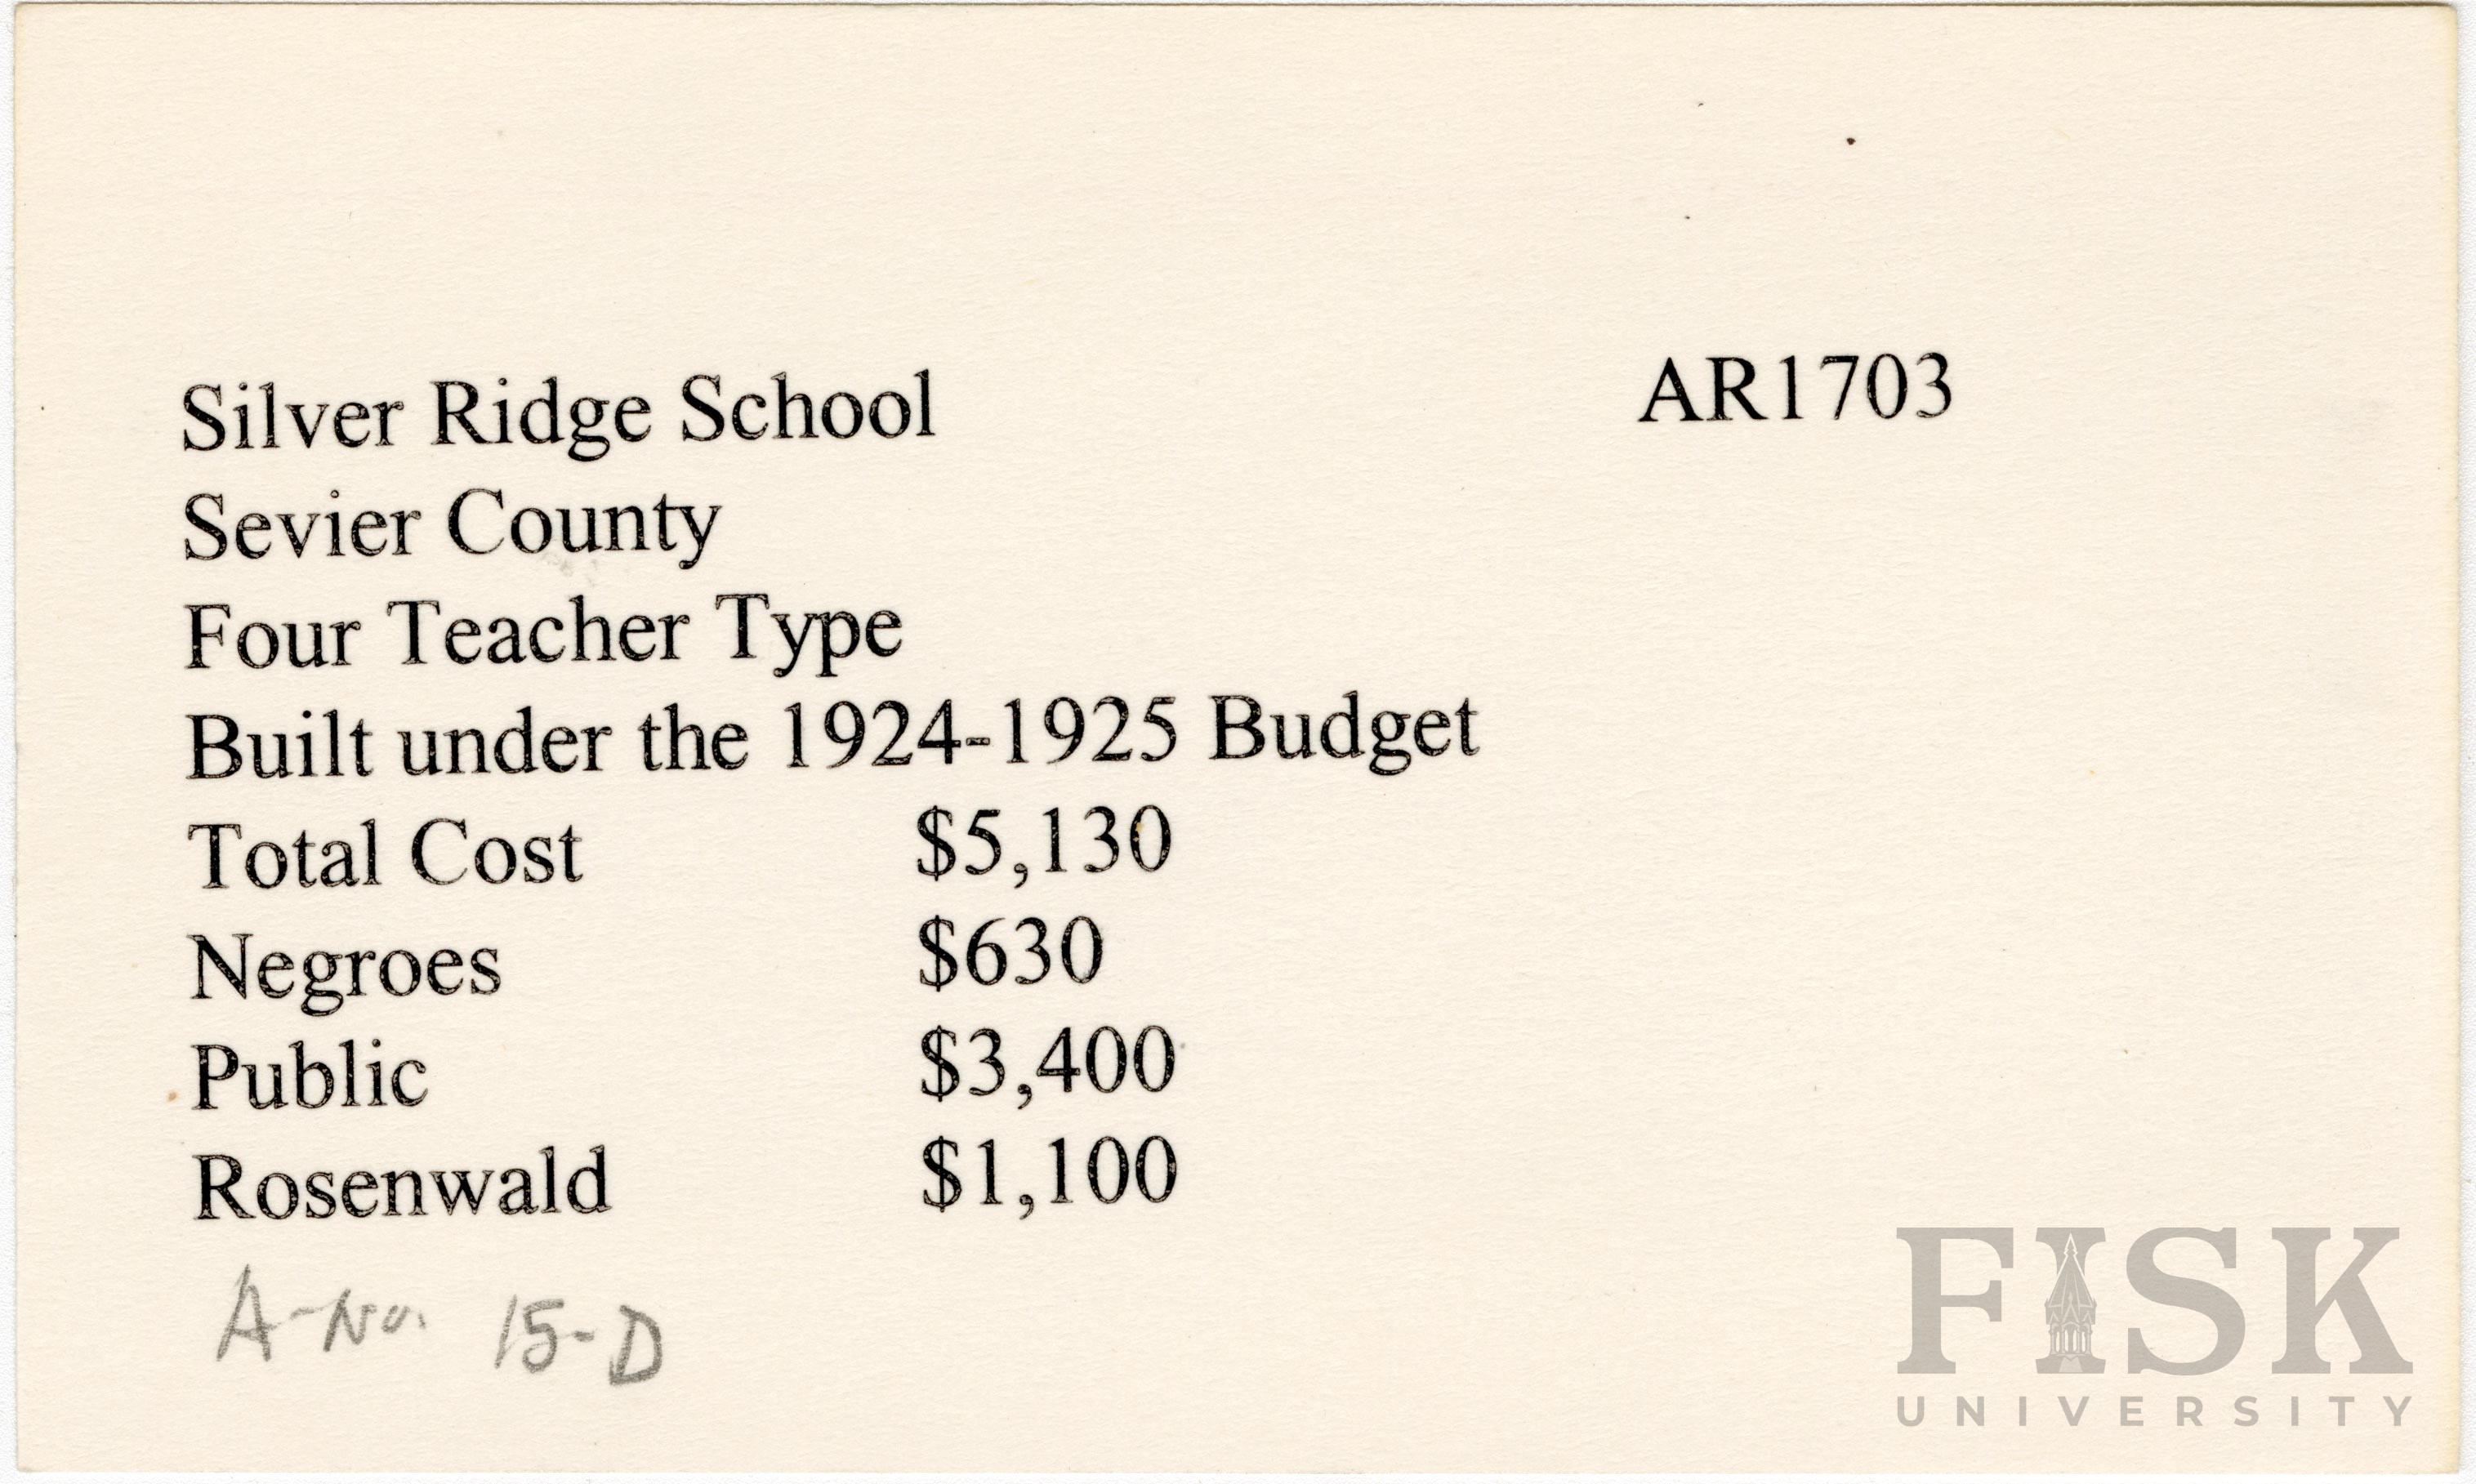 Silver Ridge School AR1703
Sevier County
Four Teacher Type
Built under the 1924-1925 Budget
Total Cost $5,130
Negroes $630
Public $3,400
Rosenwald $1,100
A-No. 15-D
FISK
UNIVERSITY